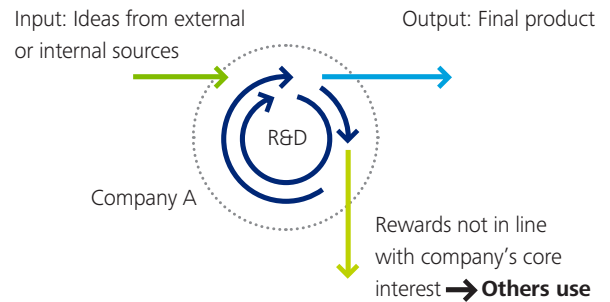 Input: Ideas from external
or internal sources
Output: Final product
R&D
Company A
Rewards not in line
with company’s core
interest → Others use